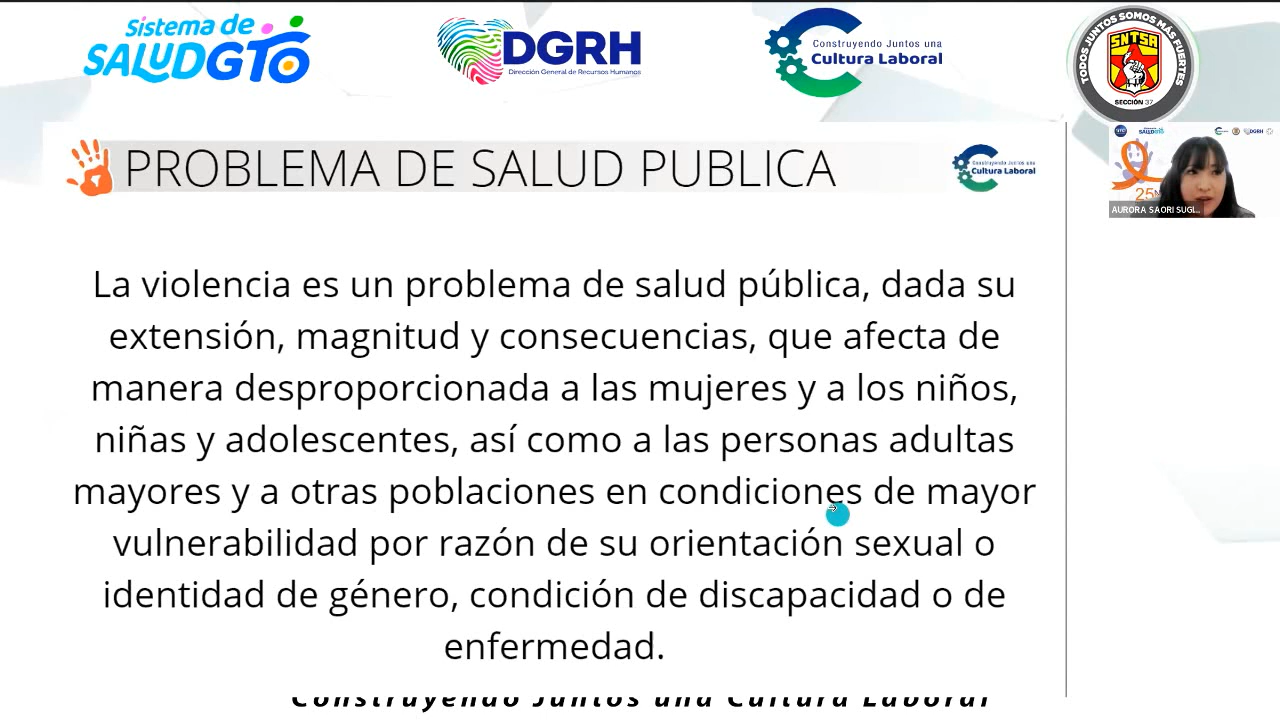 Sistema de
SALUDGTO
DGRH
Dirección General de Recursos Humanos
Construyendo Juntos una
Cultura Laboral
TODOS JUNTOS SOMOS MÁS FUERTES
SNTSA
SECCIÓN 37
PROBLEMA DE SALUD PUBLICA
Construyendo Juntos una
Cultura Laboral
25
AURORA SAORI SUGI...
La violencia es un problema de salud pública, dada su
extensión, magnitud y consecuencias, que afecta de
manera desproporcionada a las mujeres y a los niños,
niñas y adolescentes, así como a las personas adultas
mayores y a otras poblaciones en condiciones de mayor
vulnerabilidad por razón de su orientación sexual o
identidad de género, condición de discapacidad o de
enfermedad.
Construyendo Juntos una Cultura Laboral